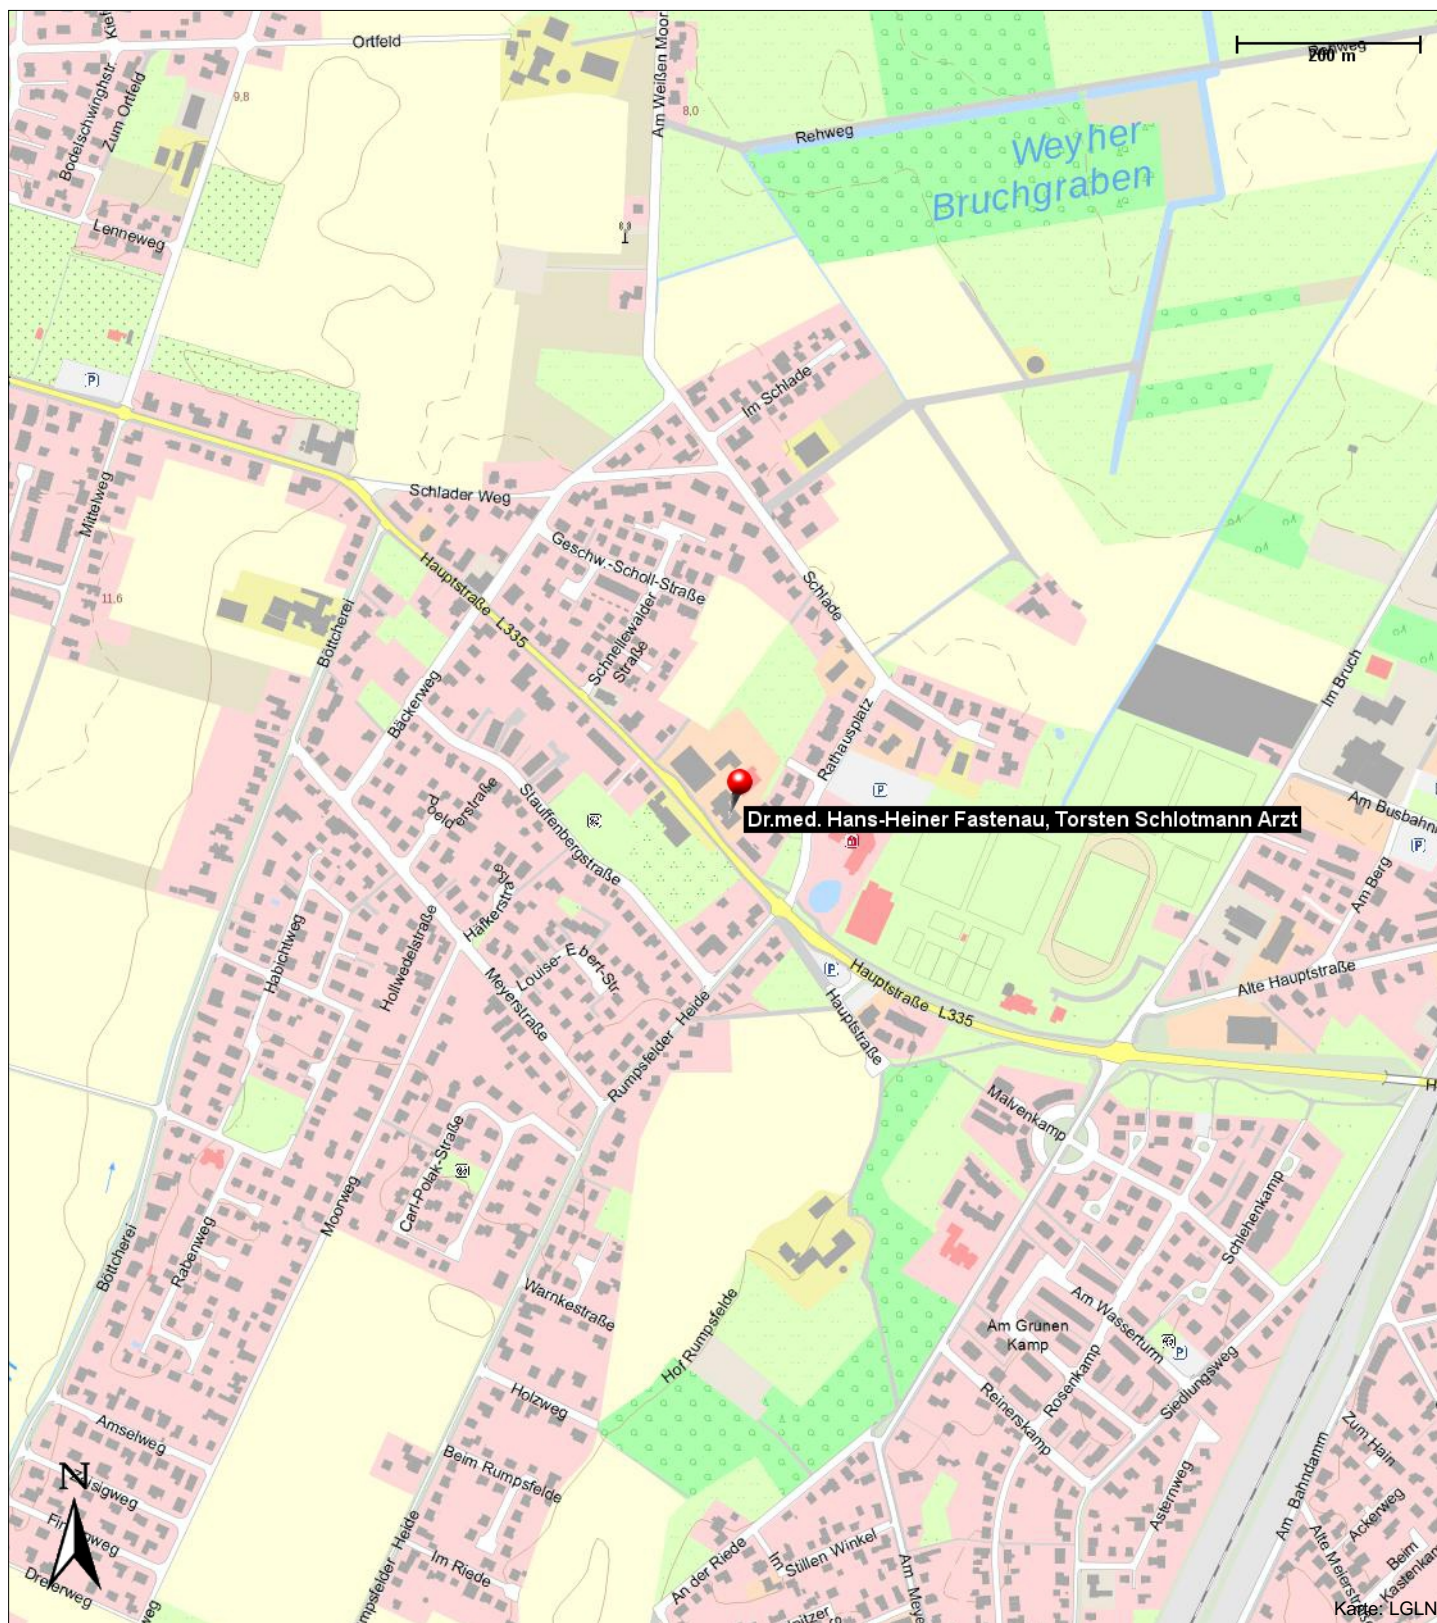 Ortfeld
Am Weißen Moor
Rehweg
200 m
Bodelschwinghstr.
Zum Ortfeld
9,8
8,0
Rehweg
Weyher
Bruchgraben
Lenneweg
P
Im Schlade
Mittelweg
Schlader Weg
Geschw.-Scholl-Straße
Hauptstraße L335
Schlade
11,6
Böttcherei
Schnellewalder
Straße
Bäckerweg
Im Bruch
Rathausplatz
P
Dr.med. Hans-Heiner Fastenau, Torsten Schlotmann Arzt
Stauffenbergstraße
P
Am Berg
Habichtweg
Hollwedelstraße
Louise-Ebert-Str.
Meyerstraße
P
Hauptstraße L335
Alte Hauptstraße
Hauptstraße
Rumpsfelder Heide
Malvenkamp
Carl-Polak-Straße
Moorweg
Schlehenkamp
Rabenweg
Böttcherei
Warnkestraße
Hof Rumpsfelde
Am Wasserturm
Am Grünen
Kamp
P
Rosenkamp
Siedlungsweg
Reinerskamp
Holzweg
Amselweg
Zum Hain
Am Bahndamm
Beim Rumpsfelde
N
Asternweg
Ackerweg
Im Riede
An der Riede
Im
Stillen Winkel
Beim
Karte: LGLN